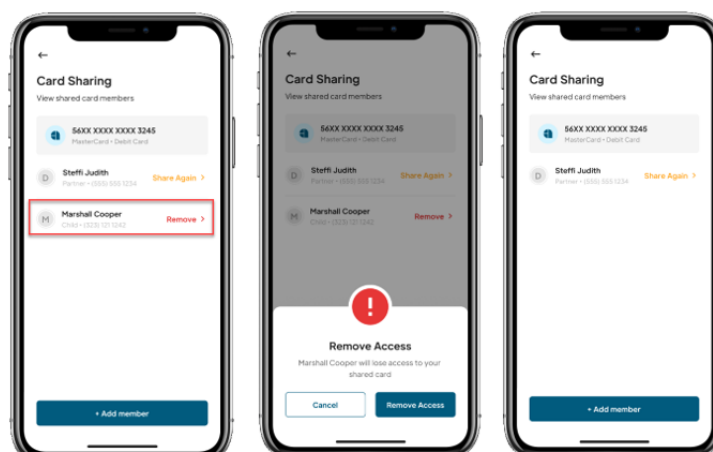 ←
Card Sharing
View shared card members
56XX XXXX XXXX 3245
MasterCard • Debit Card
D
Steffi Judith
Partner • (555) 555 1234
Share Again >
M
Marshall Cooper
Child • (323) 121 1242
Remove >
+ Add member
←
Card Sharing
View shared card members
56XX XXXX XXXX 3245
MasterCard • Debit Card
D
Steffi Judith
Partner • (555) 555 1234
Share Again >
M
Marshall Cooper
Child • (323) 121 1242
Remove >
!
Remove Access
Marshall Cooper will lose access to your
shared card
Cancel
Remove Access
←
Card Sharing
View shared card members
56XX XXXX XXXX 3245
MasterCard • Debit Card
D
Steffi Judith
Partner • (555) 555 1234
Share Again >
+ Add member